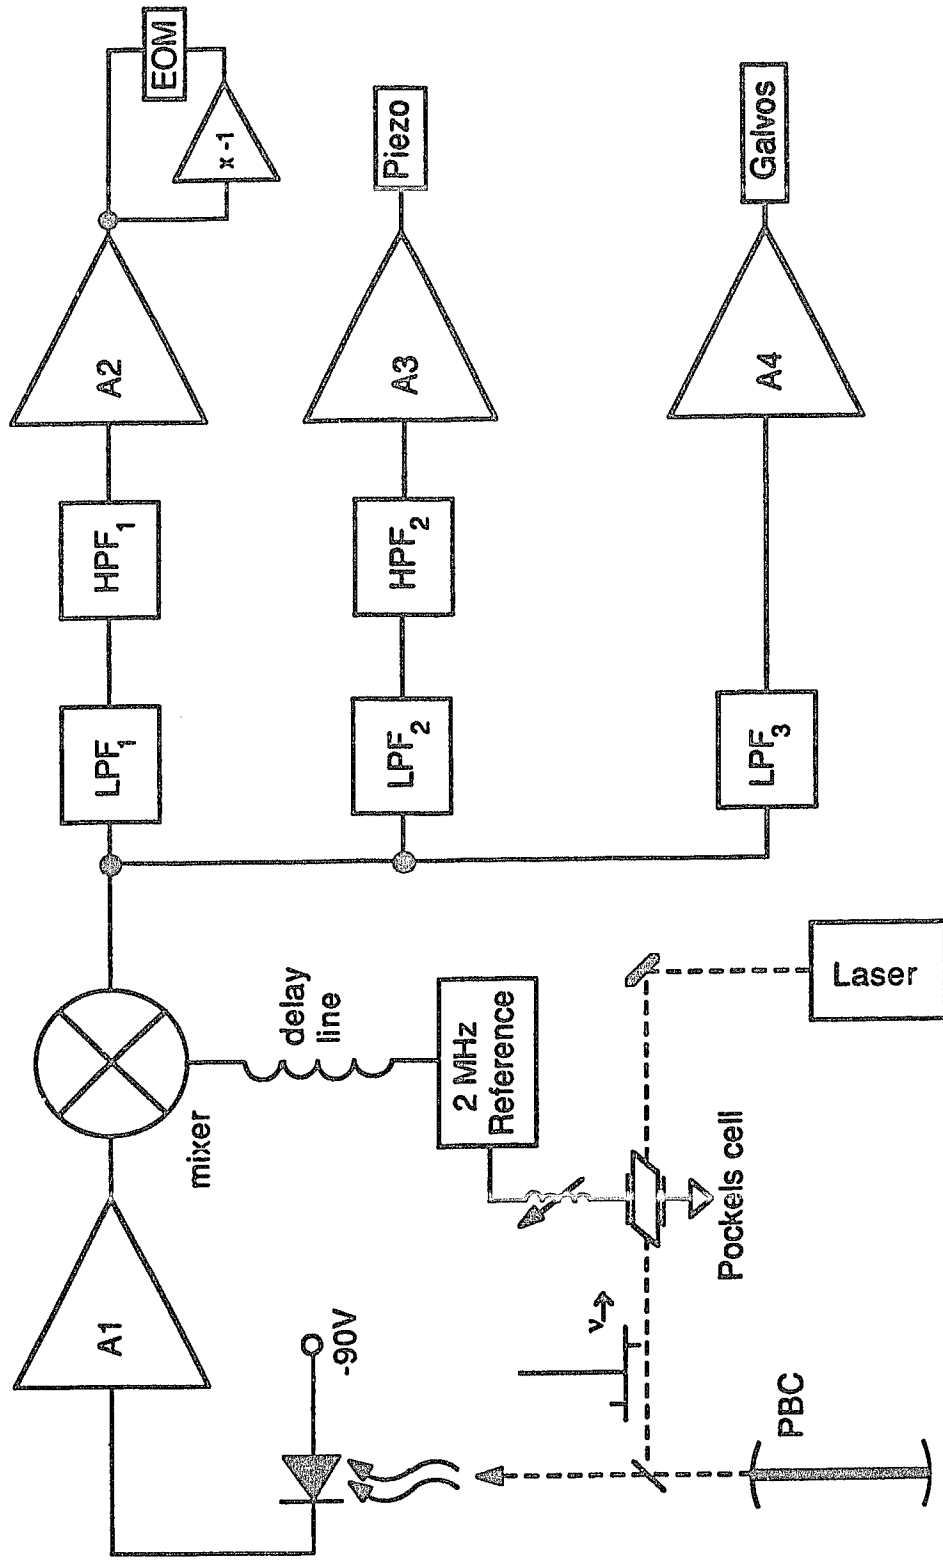 A1
mixer
LPF1
HPF1
A2
x -1
EOM
delay
line
2 MHz
Reference
LPF2
HPF2
A3
Piezo
-90V
ν
Pockels cell
PBC
Laser
LPF3
A4
Galvos